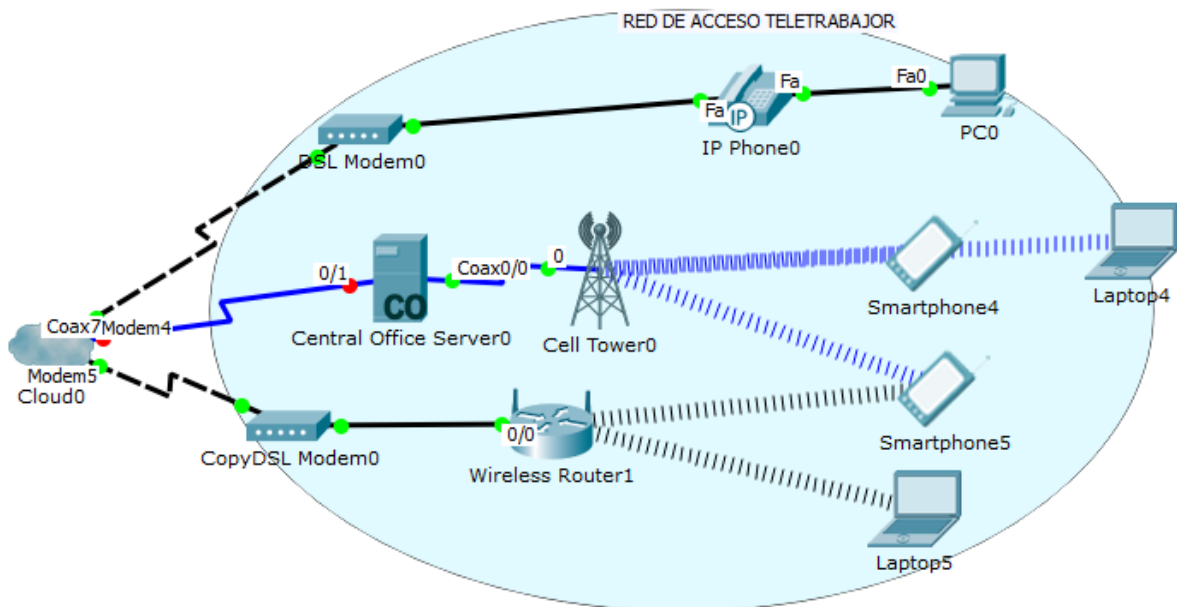 RED DE ACCESO TELETRABAJOR
Fa0
Fa
Fa
IP
PC0
IP Phone0
DSL Modem0
0
Coax0/0
0/1
CO
Smartphone4
Laptop4
Central Office Server0
Cell Tower0
Coax7
Modem4
Modem5
Cloud0
0/0
Smartphone5
CopyDSL Modem0
Wireless Router1
Laptop5